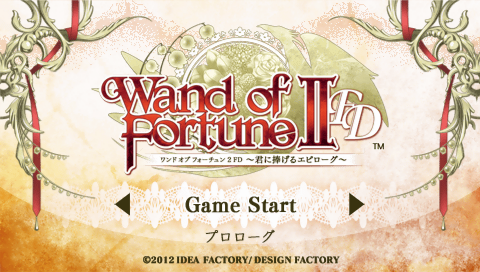 Wand of
Fortune II FD
™
ワンド オブ フォーチュン 2 FD ～君に捧げるエピローグ～
Game Start
プロローグ
©2012 IDEA FACTORY/DESIGN FACTORY